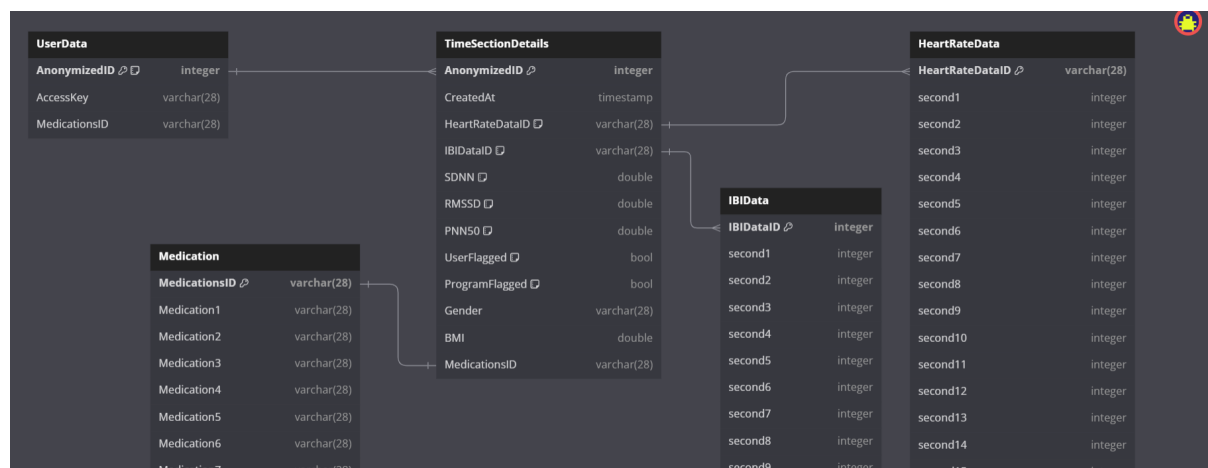 UserData
AnonymizedID integer
AccessKey varchar(28)
MedicationsID varchar(28)
TimeSectionDetails
AnonymizedID integer
CreatedAt timestamp
HeartRateDataID varchar(28)
IBIDataID varchar(28)
SDNN double
RMSSD double
PNN50 double
UserFlagged bool
ProgramFlagged bool
Gender varchar(28)
BMI double
MedicationsID varchar(28)
Medication
MedicationsID varchar(28)
Medication1 varchar(28)
Medication2 varchar(28)
Medication3 varchar(28)
Medication4 varchar(28)
Medication5 varchar(28)
Medication6 varchar(28)
IBIData
IBIDataID integer
second1 integer
second2 integer
second3 integer
second4 integer
second5 integer
second6 integer
second7 integer
second8 integer
second9 integer
HeartRateData
HeartRateDataID varchar(28)
second1 integer
second2 integer
second3 integer
second4 integer
second5 integer
second6 integer
second7 integer
second8 integer
second9 integer
second10 integer
second11 integer
second12 integer
second13 integer
second14 integer